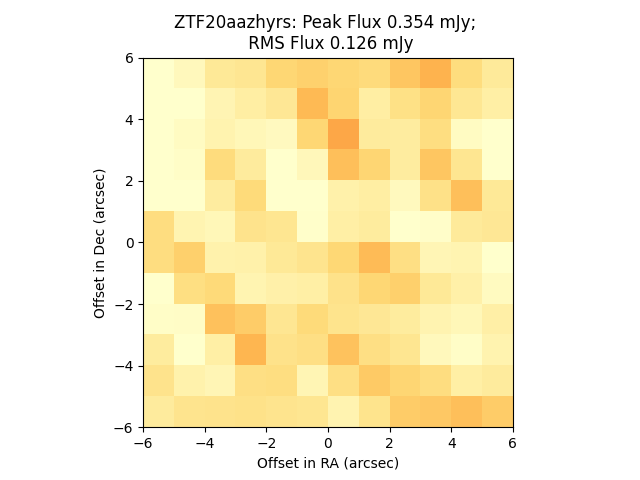 ZTF20aazhyrs: Peak Flux 0.354 mJy;
RMS Flux 0.126 mJy
6
4
2
0
−2
−4
−6
Offset in Dec (arcsec)
−6 −4 −2 0 2 4 6
Offset in RA (arcsec)